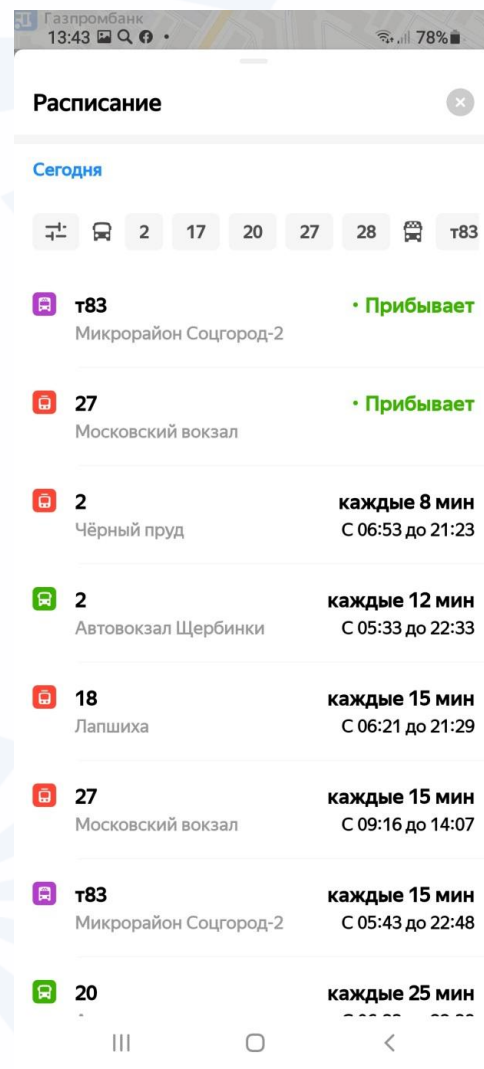 Газпромбанк
13:43 78%
Расписание
Сегодня
2 17 20 27 28 т83
т83 • Прибывает
Микрорайон Соцгород-2
27 • Прибывает
Московский вокзал
2 каждые 8 мин
Чёрный пруд С 06:53 до 21:23
2 каждые 12 мин
Автовокзал Щербинки С 05:33 до 22:33
18 каждые 15 мин
Лапшиха С 06:21 до 21:29
27 каждые 15 мин
Московский вокзал С 09:16 до 14:07
т83 каждые 15 мин
Микрорайон Соцгород-2 С 05:43 до 22:48
20 каждые 25 мин